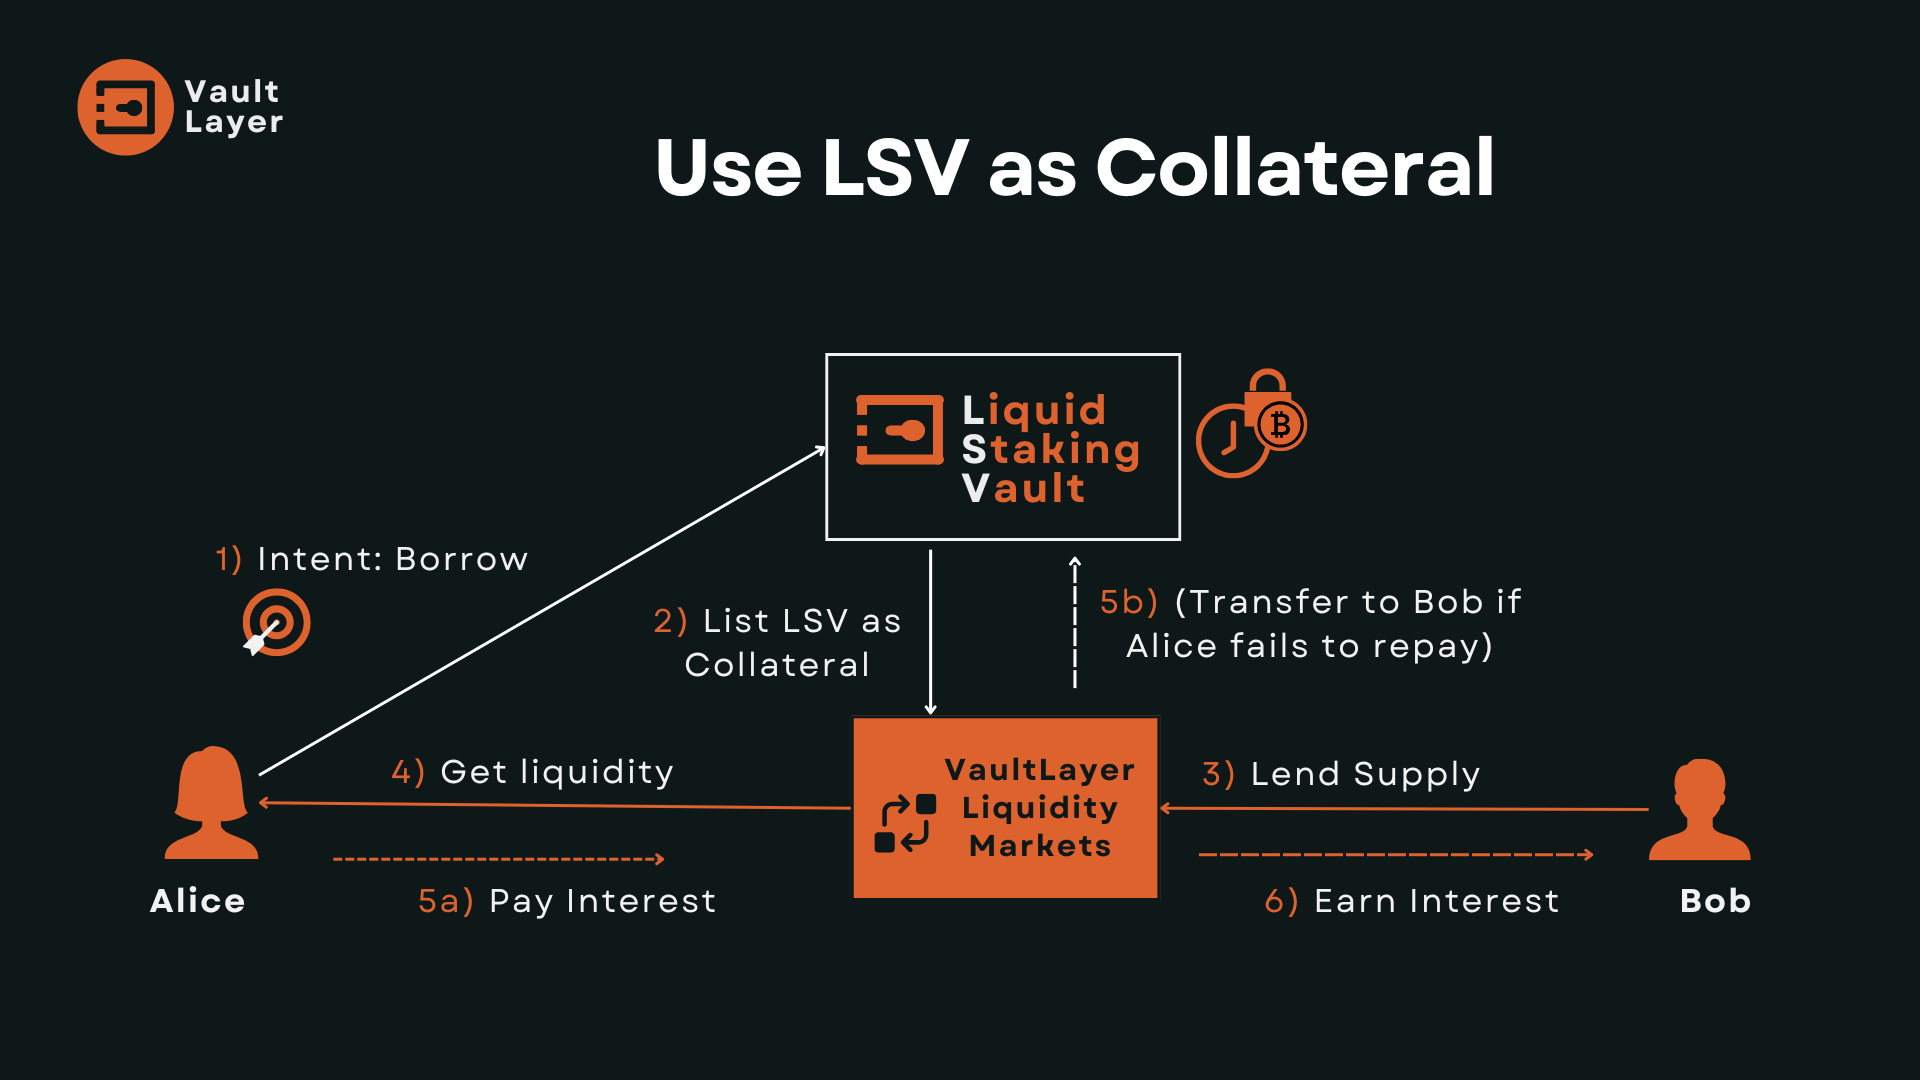 Vault
Layer
Use LSV as Collateral
Liquid
Staking
Vault
1) Intent: Borrow
2) List LSV as
Collateral
5b) (Transfer to Bob if
Alice fails to repay)
4) Get liquidity
VaultLayer
Liquidity
Markets
3) Lend Supply
5a) Pay Interest
6) Earn Interest
Alice
Bob